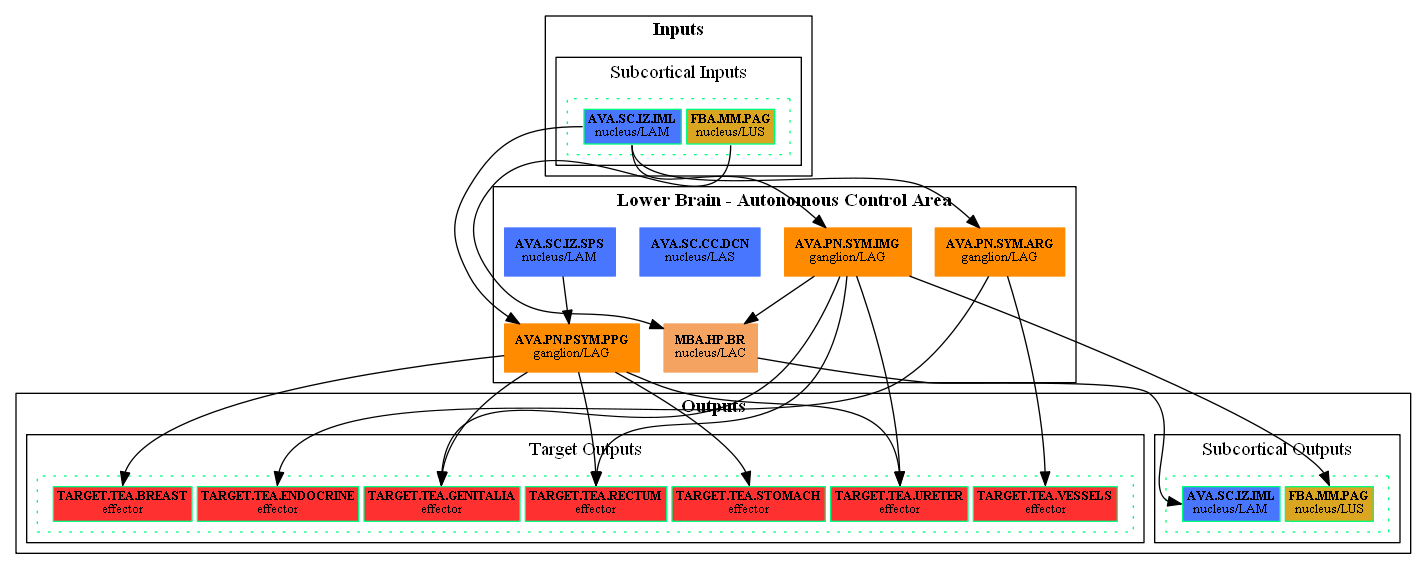 Inputs
Subcortical Inputs
AVA.SC.IZ.IML
nucleus/LAM
FBA.MM.PAG
nucleus/LUS
Lower Brain - Autonomous Control Area
AVA.SC.IZ.SPS
nucleus/LAM
AVA.SC.CC.DCN
nucleus/LAS
AVA.PN.SYM.IMG
ganglion/LAG
AVA.PN.SYM.ARG
ganglion/LAG
AVA.PN.PSYM.PPG
ganglion/LAG
MBA.HP.BR
nucleus/LAC
Outputs
Target Outputs
TARGET.TEA.BREAST
effector
TARGET.TEA.ENDOCRINE
effector
TARGET.TEA.GENITALIA
effector
TARGET.TEA.RECTUM
effector
TARGET.TEA.STOMACH
effector
TARGET.TEA.URETER
effector
TARGET.TEA.VESSELS
effector
Subcortical Outputs
AVA.SC.IZ.IML
nucleus/LAM
FBA.MM.PAG
nucleus/LUS